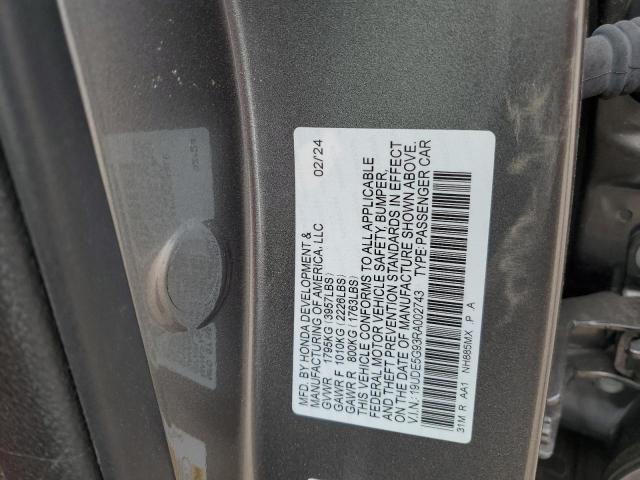 MFD. BY HONDA DEVELOPMENT & 02/24
MANUFACTURING OF AMERICA, LLC
GVWR 1795KG (3957LBS)
GAWR F 1010KG (2226LBS)
GAWR R 800KG (1763LBS)
THIS VEHICLE CONFORMS TO ALL APPLICABLE
FEDERAL MOTOR VEHICLE SAFETY, BUMPER,
AND THEFT PREVENTION STANDARDS IN EFFECT
ON THE DATE OF MANUFACTURE SHOWN ABOVE.
V.I.N.:19UDE5G93RA002743 TYPE:PASSENGER CAR
31M R AA1 NH885MX P A